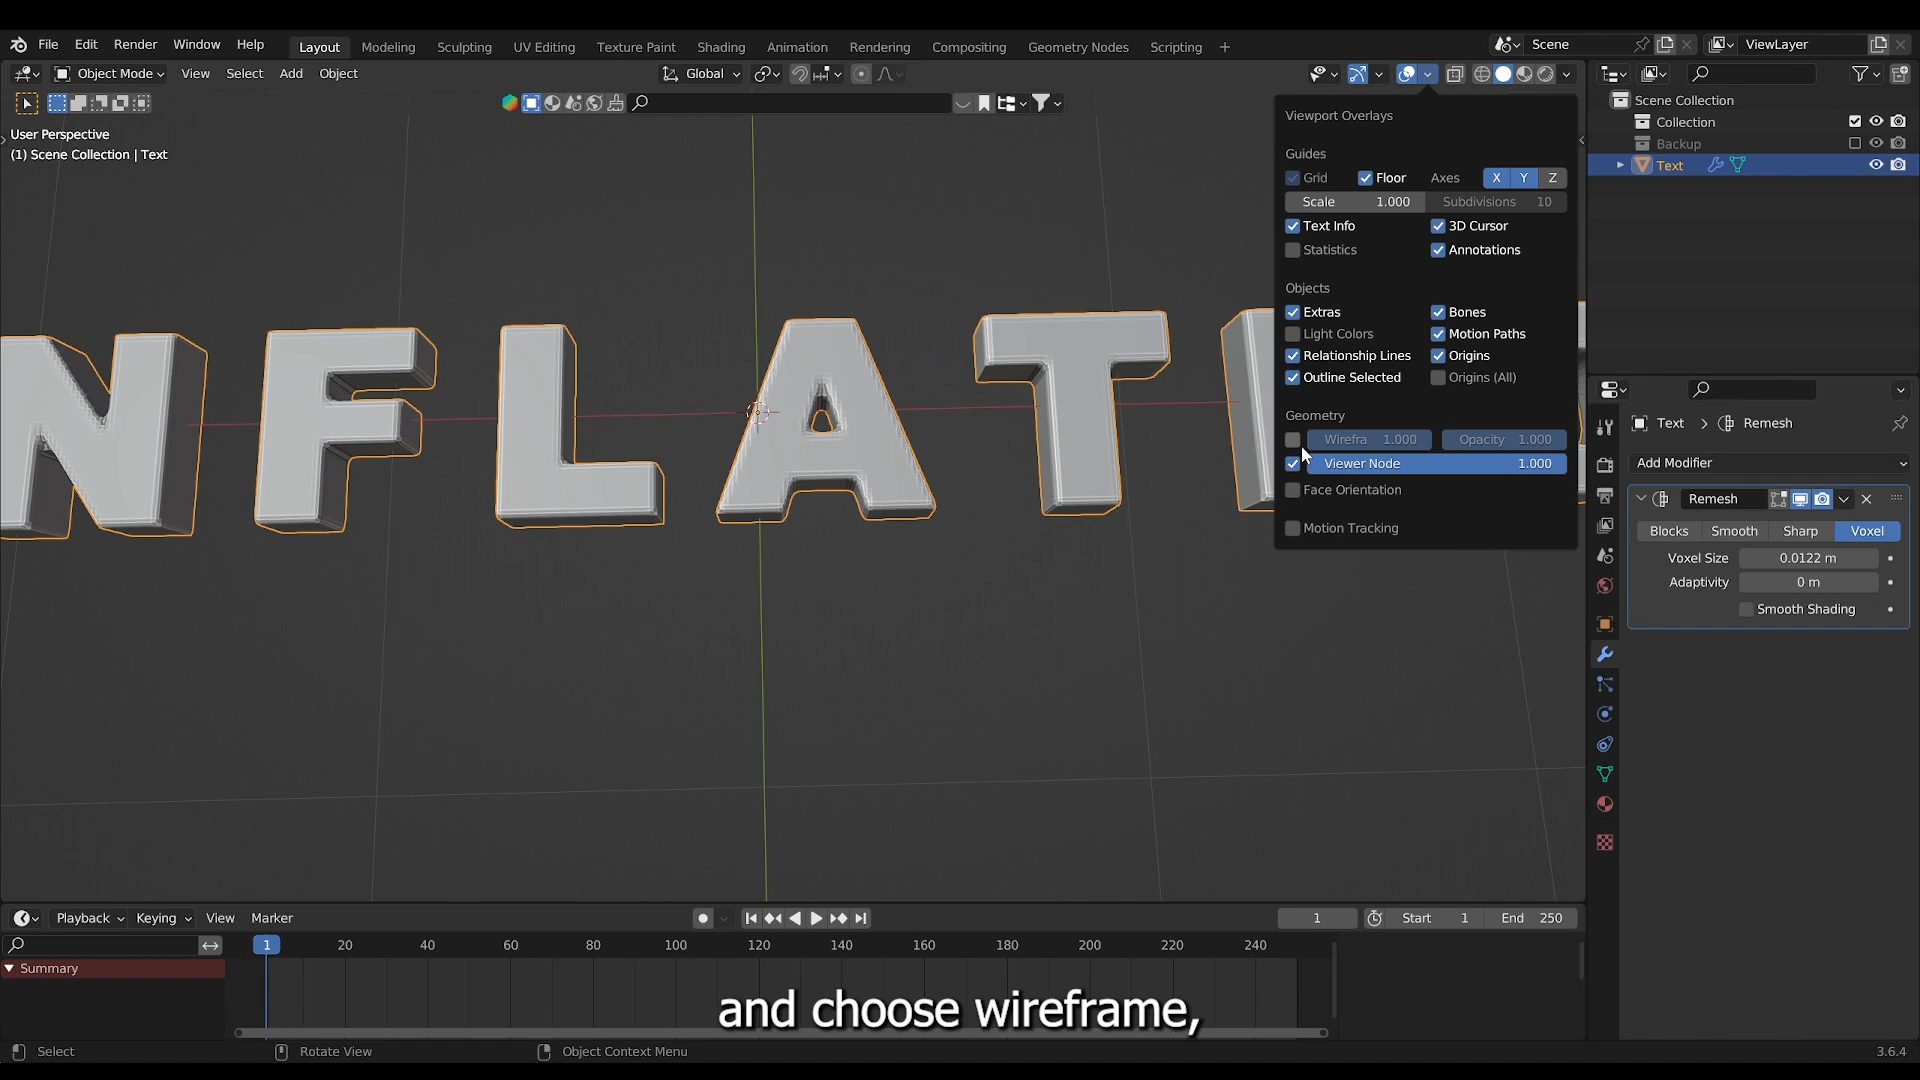 File Edit Render Window Help Layout Modeling Sculpting UV Editing Texture Paint Shading Animation Rendering Compositing Geometry Nodes Scripting + Scene ViewLayer
Object Mode View Select Add Object Global
User Perspective
(1) Scene Collection | Text
Viewport Overlays
Guides
Grid Floor Axes X Y Z
Scale 1.000 Subdivisions 10
Text Info 3D Cursor
Statistics Annotations
Objects
Extras Bones
Light Colors Motion Paths
Relationship Lines Origins
Outline Selected Origins (All)
Geometry
Wirefra 1.000 Opacity 1.000
Viewer Node 1.000
Face Orientation
Motion Tracking
NFLATI
Scene Collection
Collection
Backup
Text
Text > Remesh
Add Modifier
Remesh
Blocks Smooth Sharp Voxel
Voxel Size 0.0122 m
Adaptivity 0 m
Smooth Shading
Playback Keying View Marker 1 Start 1 End 250
1 20 40 60 80 100 120 140 160 180 200 220 240
Summary
and choose wireframe,
Select Rotate View Object Context Menu 3.6.4